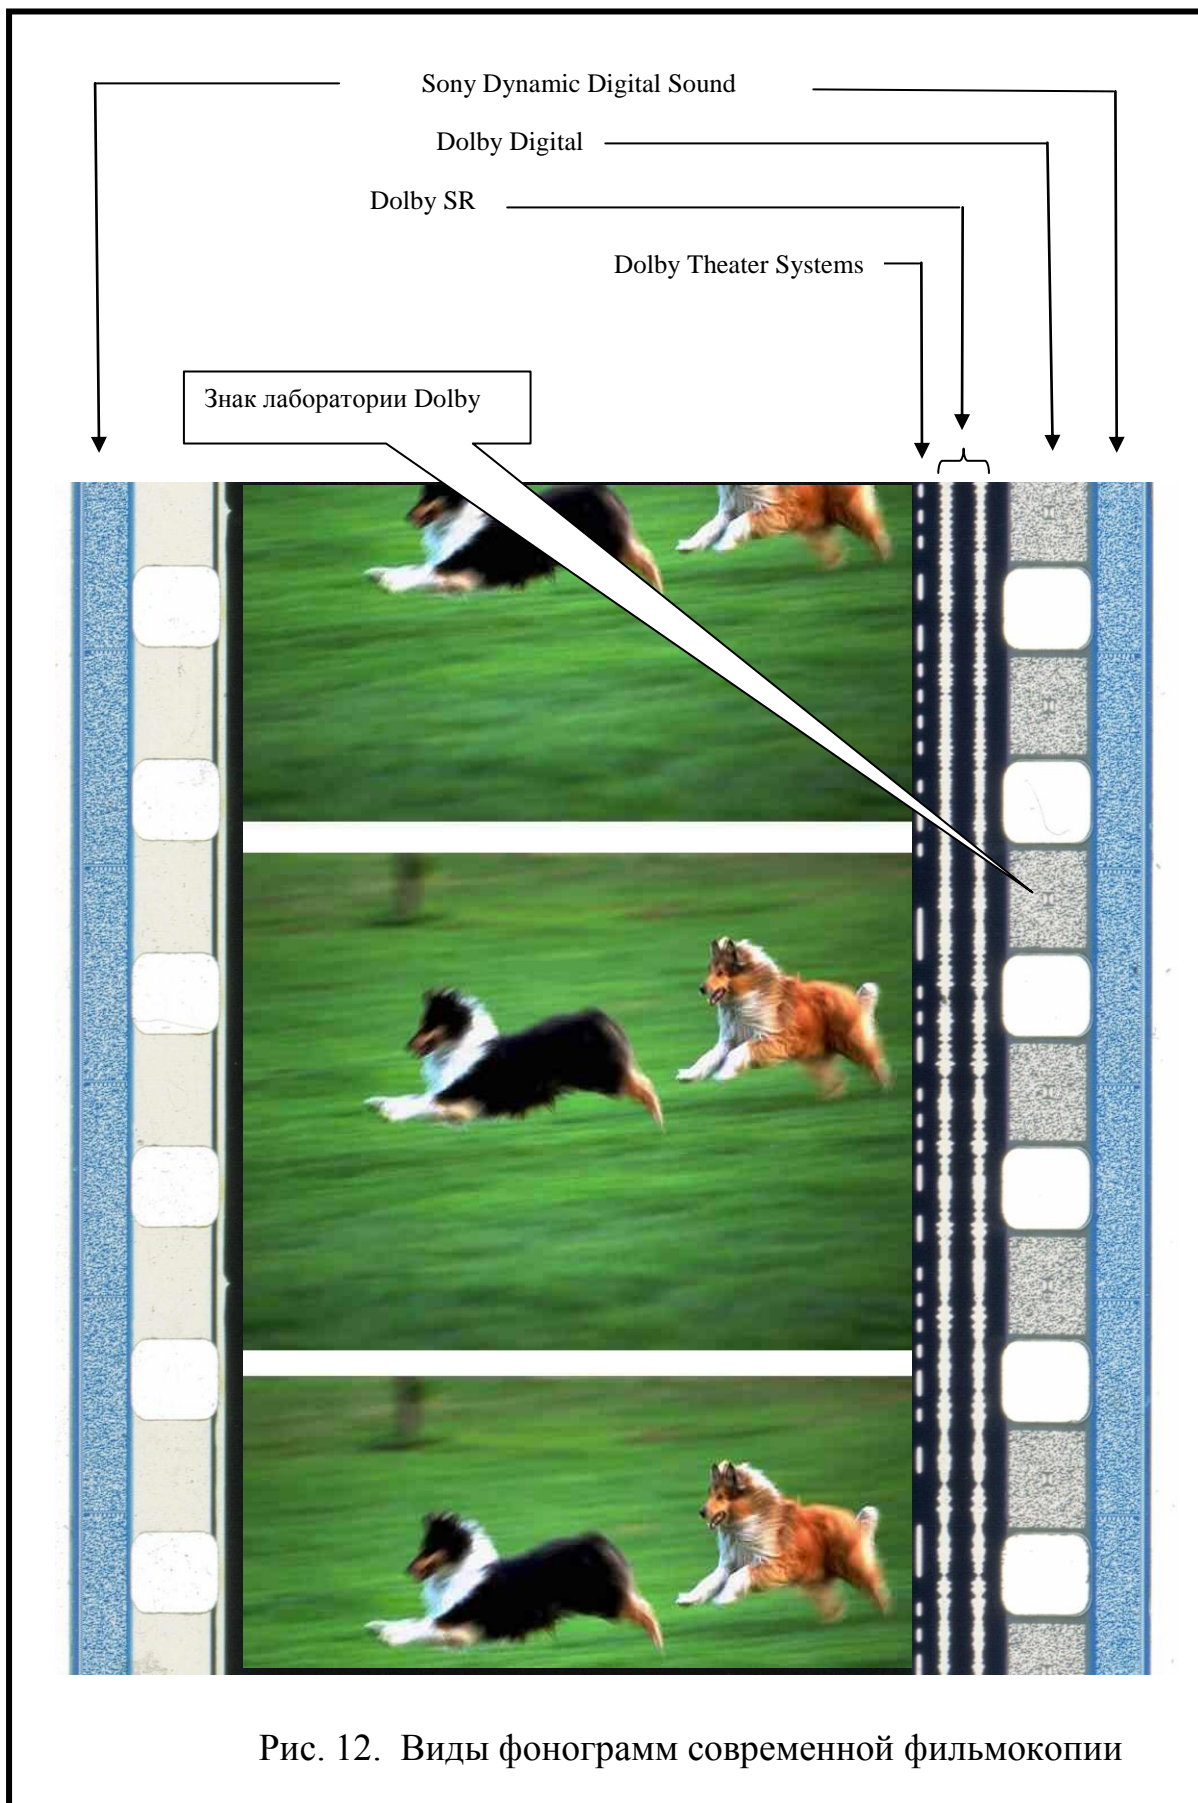 Sony Dynamic Digital Sound
Dolby Digital
Dolby SR
Dolby Theater Systems
Знак лаборатории Dolby
Рис. 12. Виды фонограмм современной фильмокопии